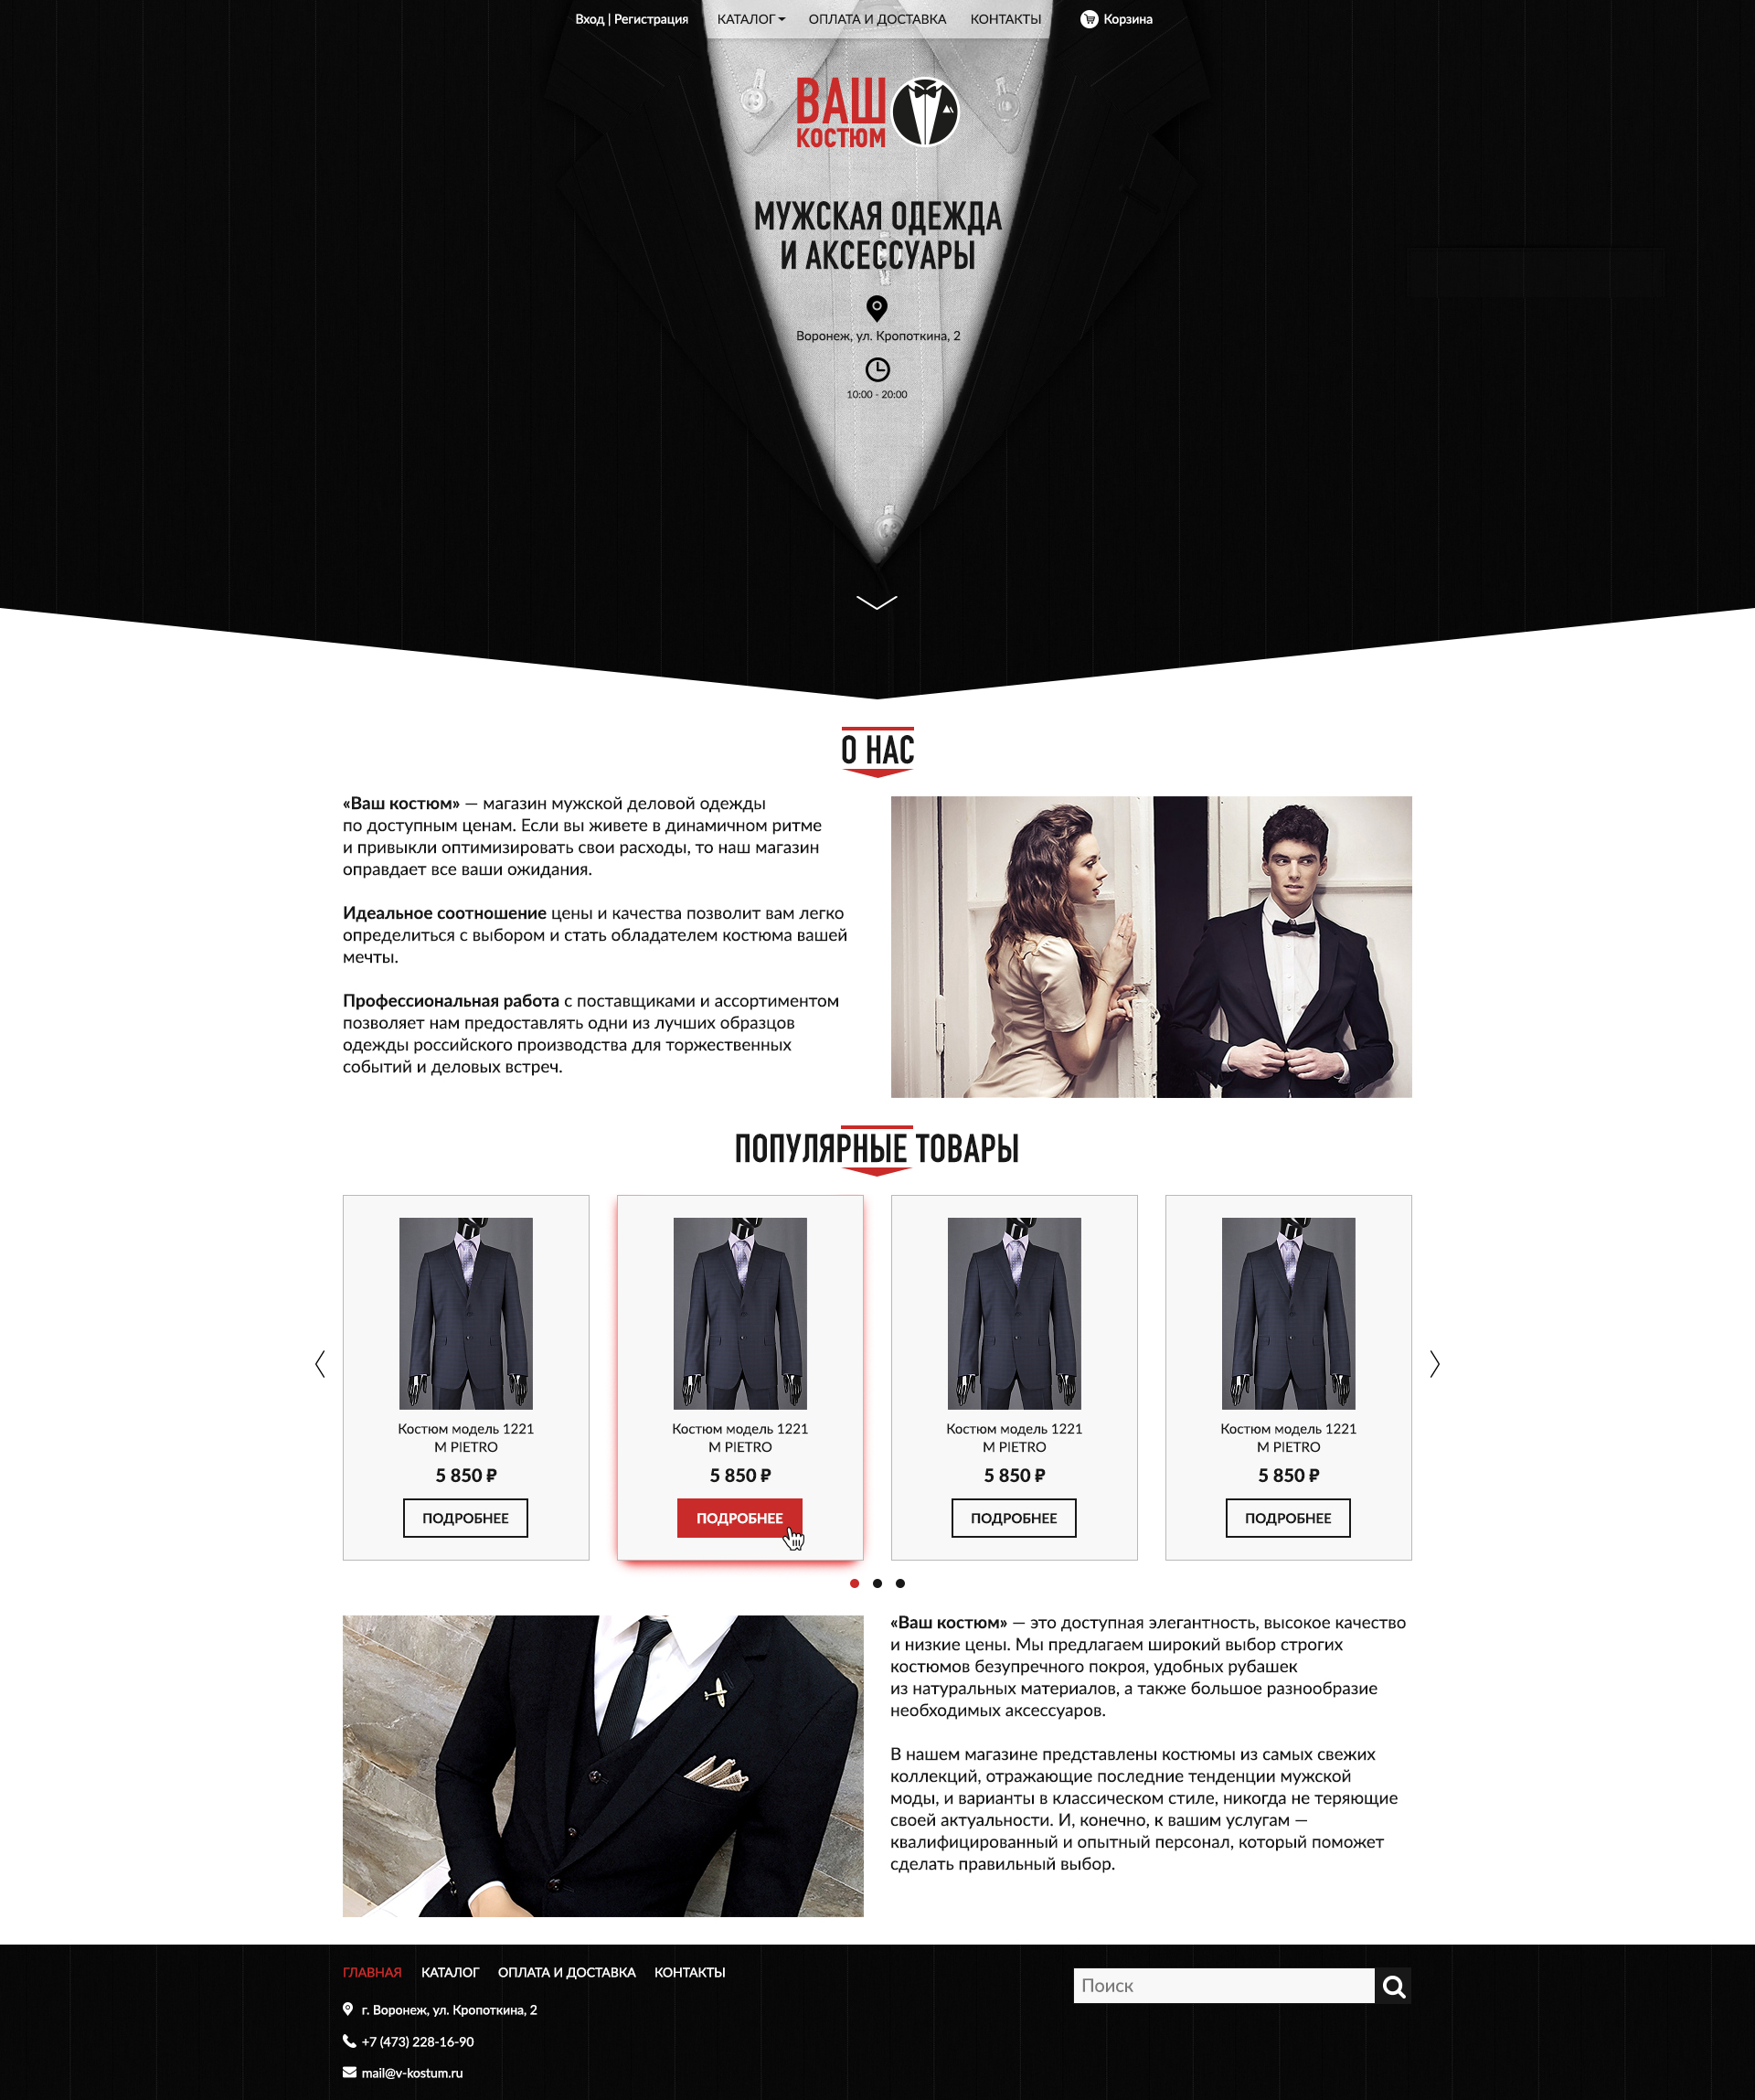 Вход | Регистрация КАТАЛОГ ОПЛАТА И ДОСТАВКА КОНТАКТЫ Корзина
ВАШ
КОСТЮМ
МУЖСКАЯ ОДЕЖДА
И АКСЕССУАРЫ
Воронеж, ул. Кропоткина, 2
10:00 - 20:00
О НАС
«Ваш костюм» — магазин мужской деловой одежды
по доступным ценам. Если вы живете в динамичном ритме
и привыкли оптимизировать свои расходы, то наш магазин
оправдает все ваши ожидания.
Идеальное соотношение цены и качества позволит вам легко
определиться с выбором и стать обладателем костюма вашей
мечты.
Профессиональная работа с поставщиками и ассортиментом
позволяет нам предоставлять одни из лучших образцов
одежды российского производства для торжественных
событий и деловых встреч.
ПОПУЛЯРНЫЕ ТОВАРЫ
Костюм модель 1221
M PIETRO
5 850 ₽
ПОДРОБНЕЕ
Костюм модель 1221
M PIETRO
5 850 ₽
ПОДРОБНЕЕ
Костюм модель 1221
M PIETRO
5 850 ₽
ПОДРОБНЕЕ
Костюм модель 1221
M PIETRO
5 850 ₽
ПОДРОБНЕЕ
«Ваш костюм» — это доступная элегантность, высокое качество
и низкие цены. Мы предлагаем широкий выбор строгих
костюмов безупречного покроя, удобных рубашек
из натуральных материалов, а также большое разнообразие
необходимых аксессуаров.
В нашем магазине представлены костюмы из самых свежих
коллекций, отражающие последние тенденции мужской
моды, и варианты в классическом стиле, никогда не теряющие
своей актуальности. И, конечно, к вашим услугам —
квалифицированный и опытный персонал, который поможет
сделать правильный выбор.
ГЛАВНАЯ КАТАЛОГ ОПЛАТА И ДОСТАВКА КОНТАКТЫ
г. Воронеж, ул. Кропоткина, 2
+7 (473) 228-16-90
mail@v-kostum.ru
Поиск